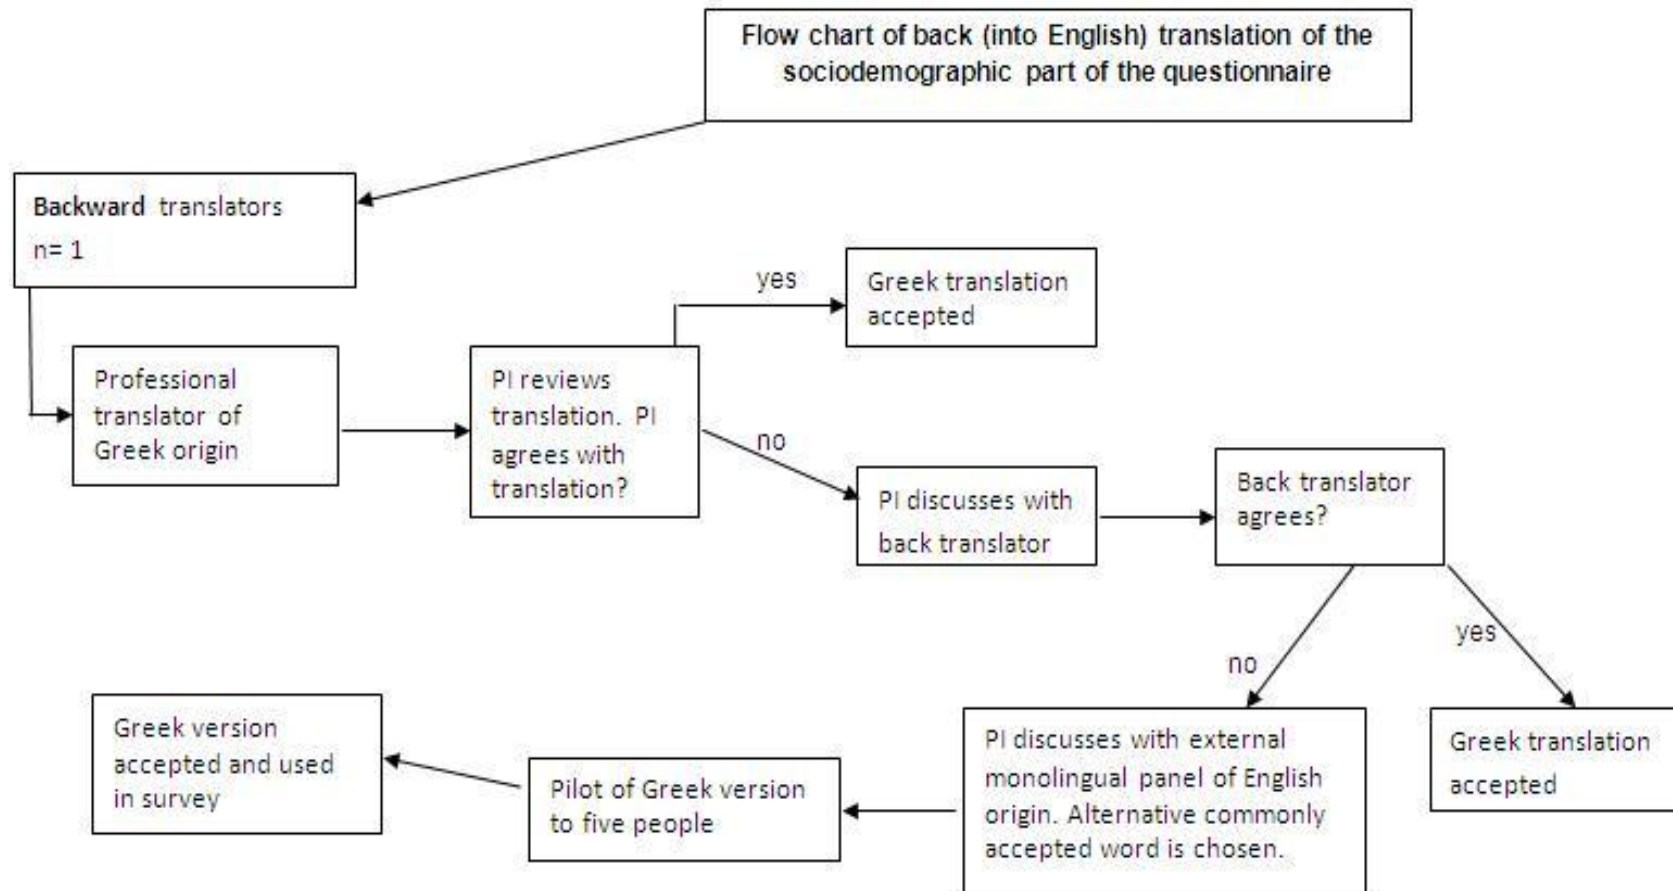 Flow chart of back (into English) translation of the
sociodemographic part of the questionnaire
Backward translators
n= 1
yes
Greek translation
accepted
Professional
translator of
Greek origin
PI reviews
translation. PI
agrees with
translation?
no
PI discusses with
back translator
Back translator
agrees?
no
yes
Greek translation
accepted
PI discusses with external
monolingual panel of English
origin. Alternative commonly
accepted word is chosen.
Pilot of Greek version
to five people
Greek version
accepted and used
in survey